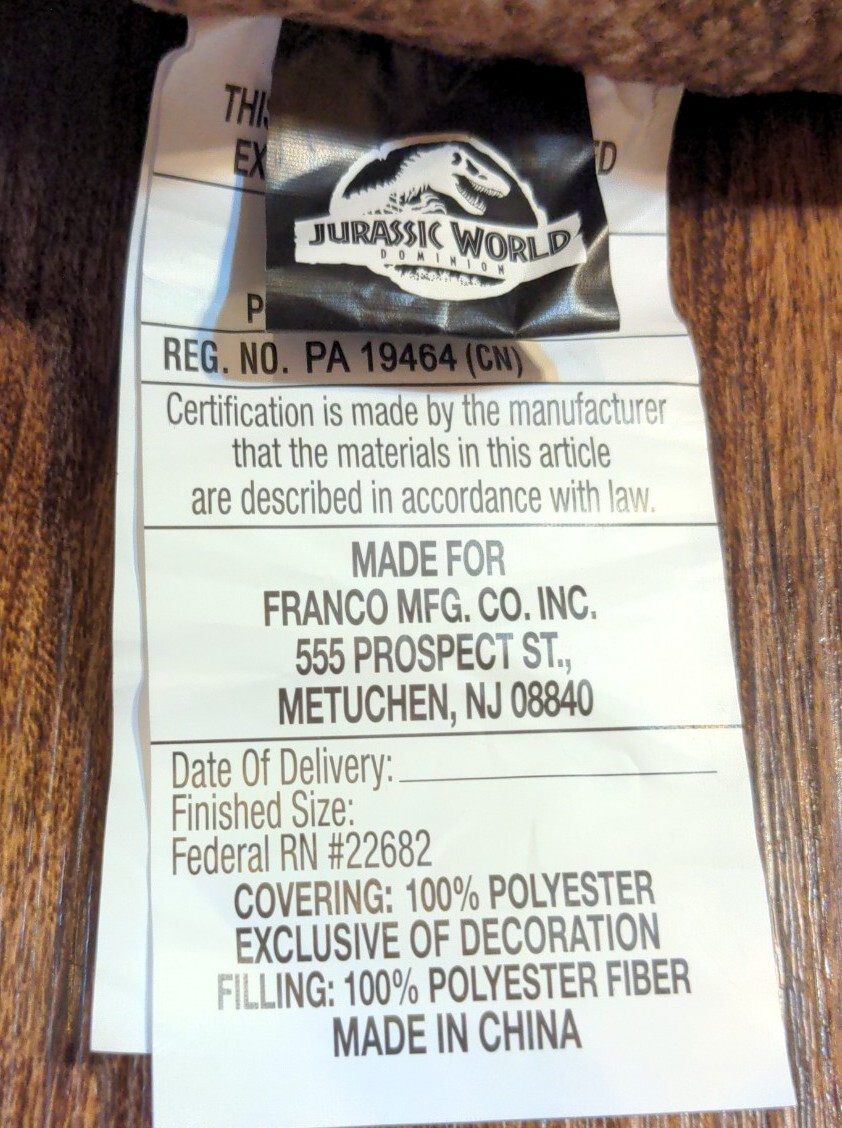 JURASSIC WORLD
DOMINION
REG. NO. PA 19464 (CN)
Certification is made by the manufacturer
that the materials in this article
are described in accordance with law.
MADE FOR
FRANCO MFG. CO. INC.
555 PROSPECT ST.,
METUCHEN, NJ 08840
Date Of Delivery:
Finished Size:
Federal RN #22682
COVERING: 100% POLYESTER
EXCLUSIVE OF DECORATION
FILLING: 100% POLYESTER FIBER
MADE IN CHINA